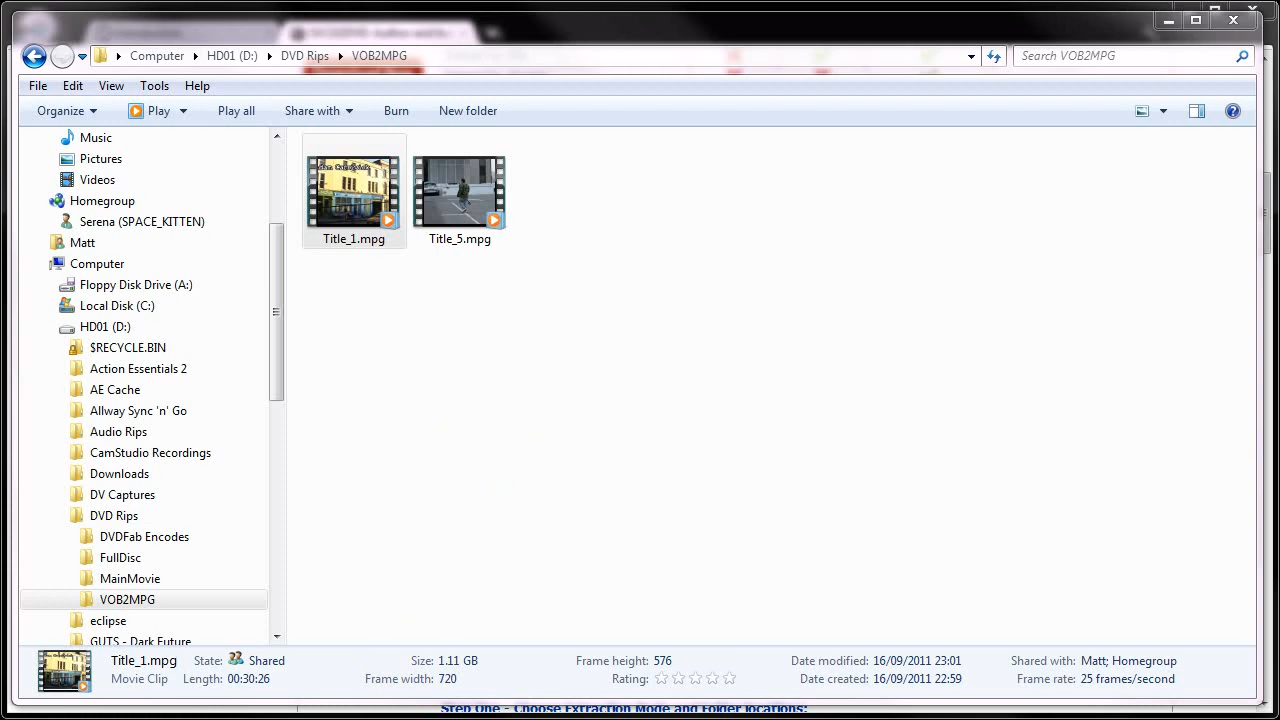 Computer HD01 (D:) DVD Rips VOB2MPG Search VOB2MPG
File Edit View Tools Help
Organize Play Play all Share with Burn New folder
Music
Pictures
Videos
Homegroup
Serena (SPACE_KITTEN)
Matt
Computer
Floppy Disk Drive (A:)
Local Disk (C:)
HD01 (D:)
$RECYCLE.BIN
Action Essentials 2
AE Cache
Allway Sync 'n' Go
Audio Rips
CamStudio Recordings
Downloads
DV Captures
DVD Rips
DVDFab Encodes
FullDisc
MainMovie
VOB2MPG
eclipse
GUTS - Dark Future
Title_1.mpg Title_5.mpg
Title_1.mpg State: Shared Size: 1.11 GB Frame height: 576 Date modified: 16/09/2011 23:01 Shared with: Matt; Homegroup
Movie Clip Length: 00:30:26 Frame width: 720 Rating: Date created: 16/09/2011 22:59 Frame rate: 25 frames/second
Step One - Choose Extraction Mode and Folder locations: